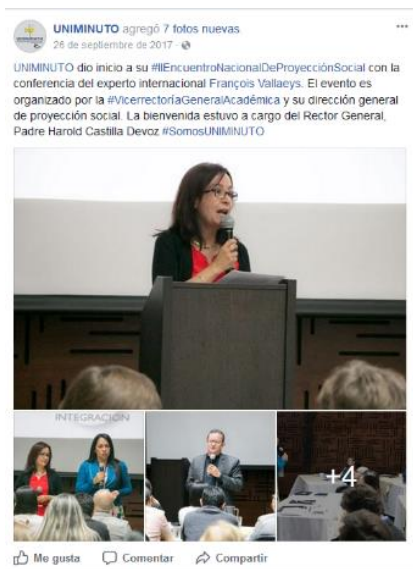 UNIMINUTO agregó 7 fotos nuevas.
26 de septiembre de 2017 ·
UNIMINUTO dio inicio a su #IIEncuentroNacionalDeProyecciónSocial con la
conferencia del experto internacional François Vallaeys. El evento es
organizado por la #VicerrectoríaGeneralAcadémica y su dirección general
de proyección social. La bienvenida estuvo a cargo del Rector General,
Padre Harold Castilla Devoz #SomosUNIMINUTO
INTEGRACIÓN
+4
Me gusta Comentar Compartir